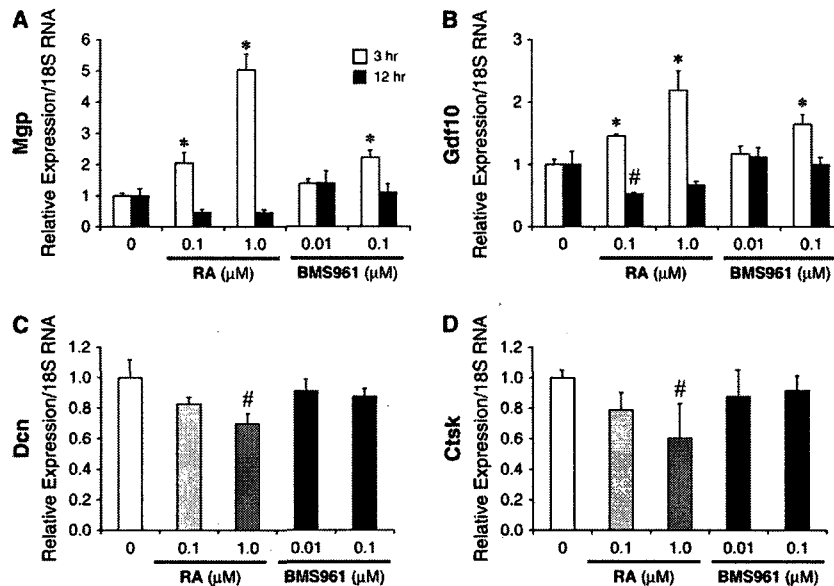 A
Mgp
Relative Expression/18S RNA
6
5
4
3
2
1
0
*
*
*
3 hr
12 hr
0
0.1
1.0
0.01
0.1
RA (μM)
BMS961 (μM)
B
Gdf10
Relative Expression/18S RNA
3
2
1
0
*
#
*
*
0
0.1
1.0
0.01
0.1
RA (μM)
BMS961 (μM)
C
Dcn
Relative Expression/18S RNA
1.2
1.0
0.8
0.6
0.4
0.2
0.0
#
0
0.1
1.0
0.01
0.1
RA (μM)
BMS961 (μM)
D
Ctsk
Relative Expression/18S RNA
1.2
1.0
0.8
0.6
0.4
0.2
0.0
#
0
0.1
1.0
0.01
0.1
RA (μM)
BMS961 (μM)